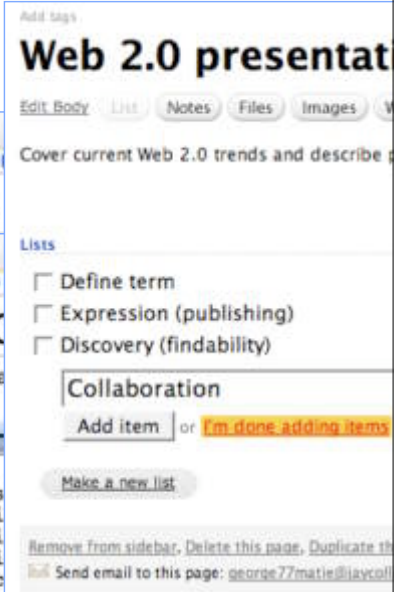 Add tags
Web 2.0 presentati
Edit Body List Notes Files Images W
Cover current Web 2.0 trends and describe p
Lists
Define term
Expression (publishing)
Discovery (findability)
Collaboration
Add item or I'm done adding items
Make a new list
Remove from sidebar, Delete this page, Duplicate th
Send email to this page: george77matie@jaycoll